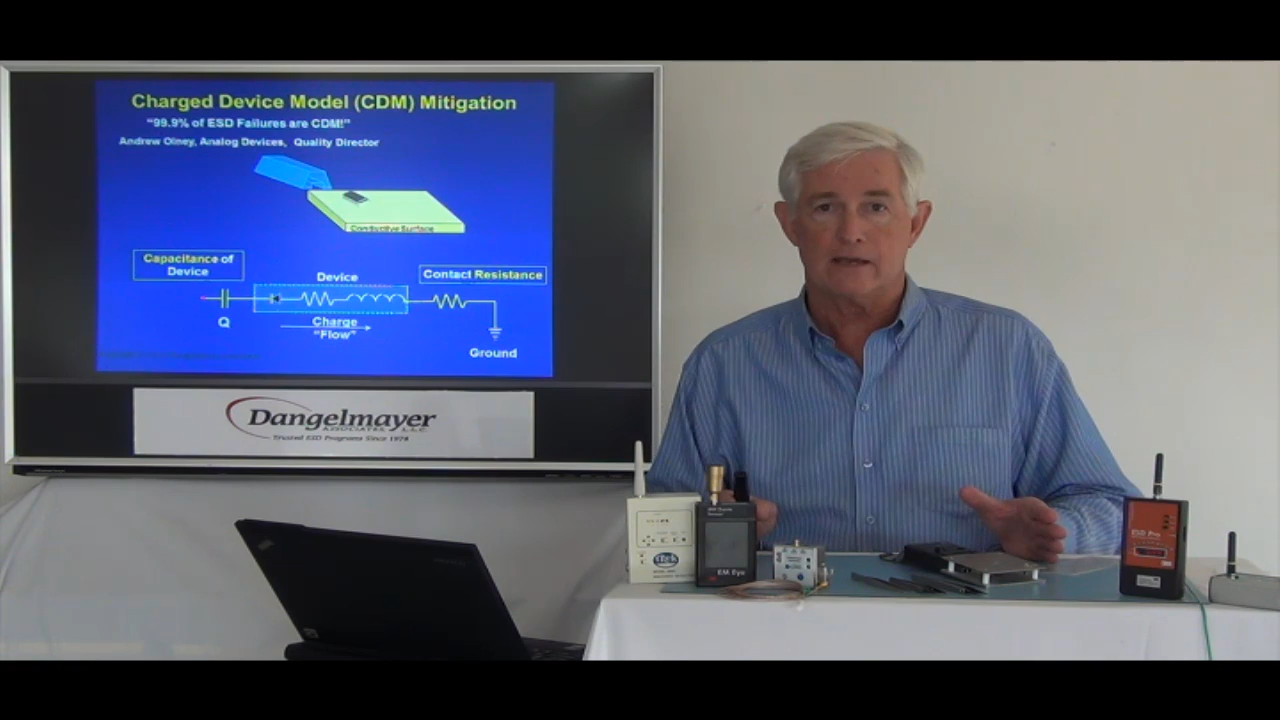 Charged Device Model (CDM) Mitigation
"99.9% of ESD Failures are CDM!"
Andrew Olney, Analog Devices, Quality Director
Conductive Surface
Capacitance of
Device
Device
Contact Resistance
Q
Charge
"Flow"
Ground
Dangelmayer
ASSOCIATES, L.L.C.
Trusted ESD Programs Since 1978
EM Eye
ESD Pro